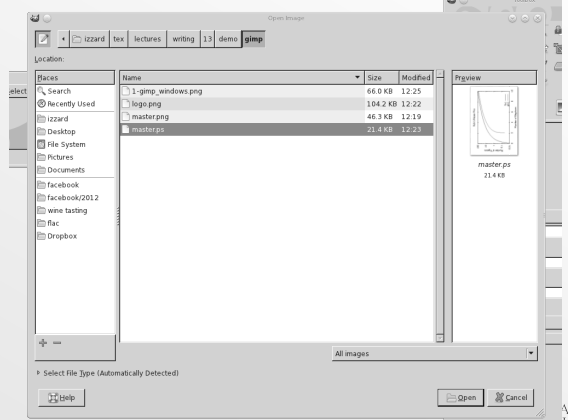 Open Image
izzard tex lectures writing 13 demo gimp
Location:
Places
Search
Recently Used
izzard
Desktop
File System
Pictures
Documents
facebook
facebook/2012
wine tasting
flac
Dropbox
Name Size Modified
1-gimp_windows.png 66.0 KB 12:25
logo.png 104.2 KB 12:22
master.png 46.3 KB 12:19
master.ps 21.4 KB 12:23
Preview
master.ps
21.4 KB
All images
Select File Type (Automatically Detected)
Help
Open
Cancel
elect